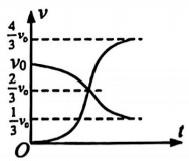 v
4/3 v₀
v₀
2/3 v₀
1/3 v₀
O
t